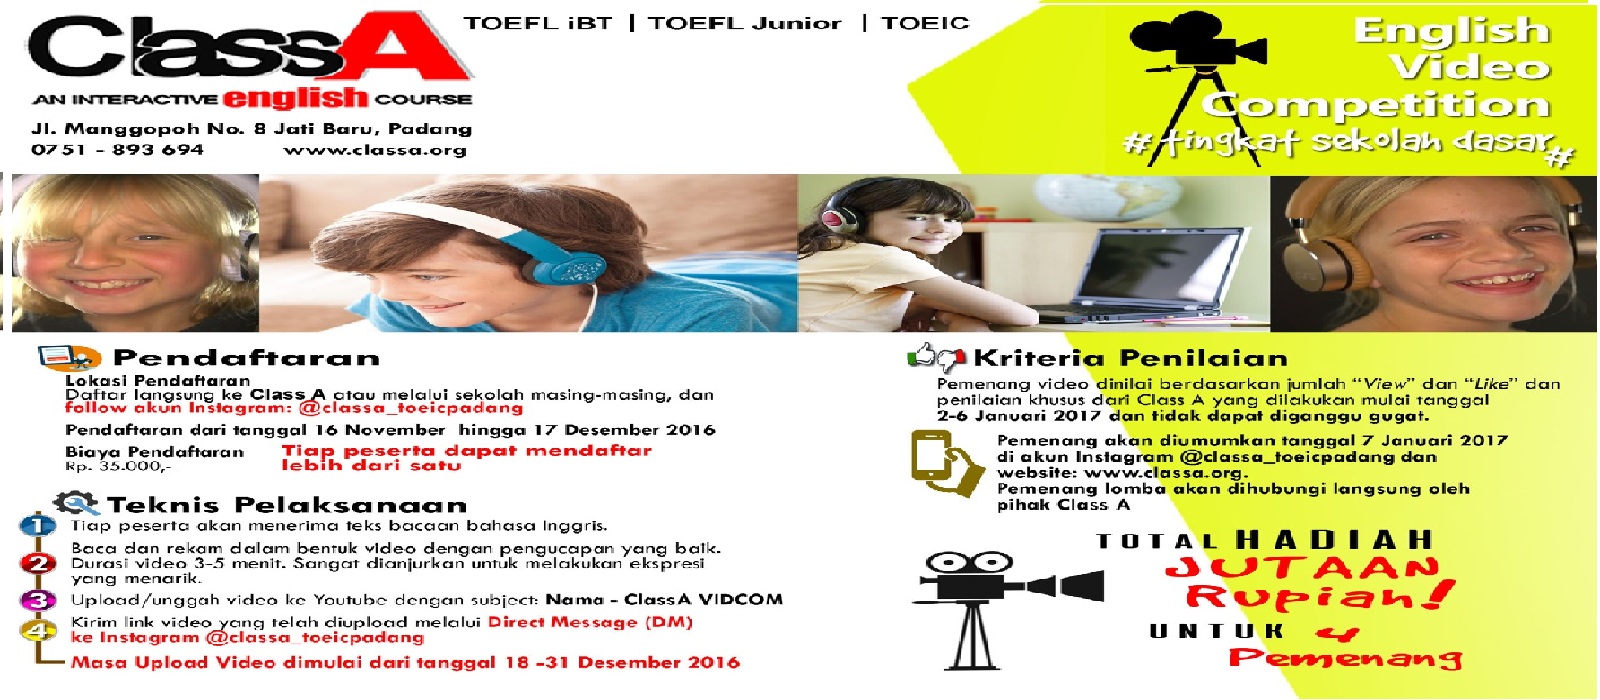 ClassA
TOEFL iBT | TOEFL Junior | TOEIC
AN INTERACTIVE english COURSE
Jl. Manggopoh No. 8 Jati Baru, Padang
0751 - 893 694 www.classa.org
English
Video
Competition
# tingkat sekolah dasar #
Pendaftaran
Lokasi Pendaftaran
Daftar langsung ke Class A atau melalui sekolah masing-masing, dan
follow akun Instagram: @classa_toeicpadang
Pendaftaran dari tanggal 16 November hingga 17 Desember 2016
Biaya Pendaftaran
Rp. 35.000,-
Tiap peserta dapat mendaftar
lebih dari satu
Teknis Pelaksanaan
1 Tiap peserta akan menerima teks bacaan bahasa Inggris.
2 Baca dan rekam dalam bentuk video dengan pengucapan yang baik.
Durasi video 3-5 menit. Sangat dianjurkan untuk melakukan ekspresi
yang menarik.
3 Upload/unggah video ke Youtube dengan subject: Nama - ClassA VIDCOM
4 Kirim link video yang telah diupload melalui Direct Message (DM)
ke Instagram @classa_toeicpadang
Masa Upload Video dimulai dari tanggal 18 -31 Desember 2016
Kriteria Penilaian
Pemenang video dinilai berdasarkan jumlah “View” dan “Like” dan
penilaian khusus dari Class A yang dilakukan mulai tanggal
2-6 Januari 2017 dan tidak dapat diganggu gugat.
Pemenang akan diumumkan tanggal 7 Januari 2017
di akun Instagram @classa_toeicpadang dan
website: www.classa.org.
Pemenang lomba akan dihubungi langsung oleh
pihak Class A
TOTAL HADIAH
JUTAAN
Rupiah!
UNTUK 4
Pemenang